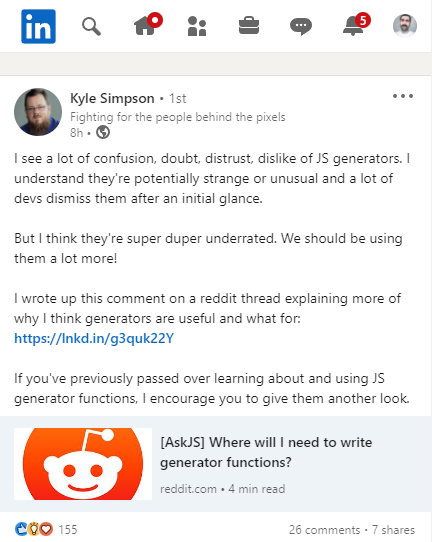 in
5
Kyle Simpson • 1st
Fighting for the people behind the pixels
8h •
I see a lot of confusion, doubt, distrust, dislike of JS generators. I
understand they're potentially strange or unusual and a lot of
devs dismiss them after an initial glance.
But I think they're super duper underrated. We should be using
them a lot more!
I wrote up this comment on a reddit thread explaining more of
why I think generators are useful and what for:
https://lnkd.in/g3quk22Y
If you've previously passed over learning about and using JS
generator functions, I encourage you to give them another look.
[AskJS] Where will I need to write
generator functions?
reddit.com • 4 min read
155
26 comments • 7 shares